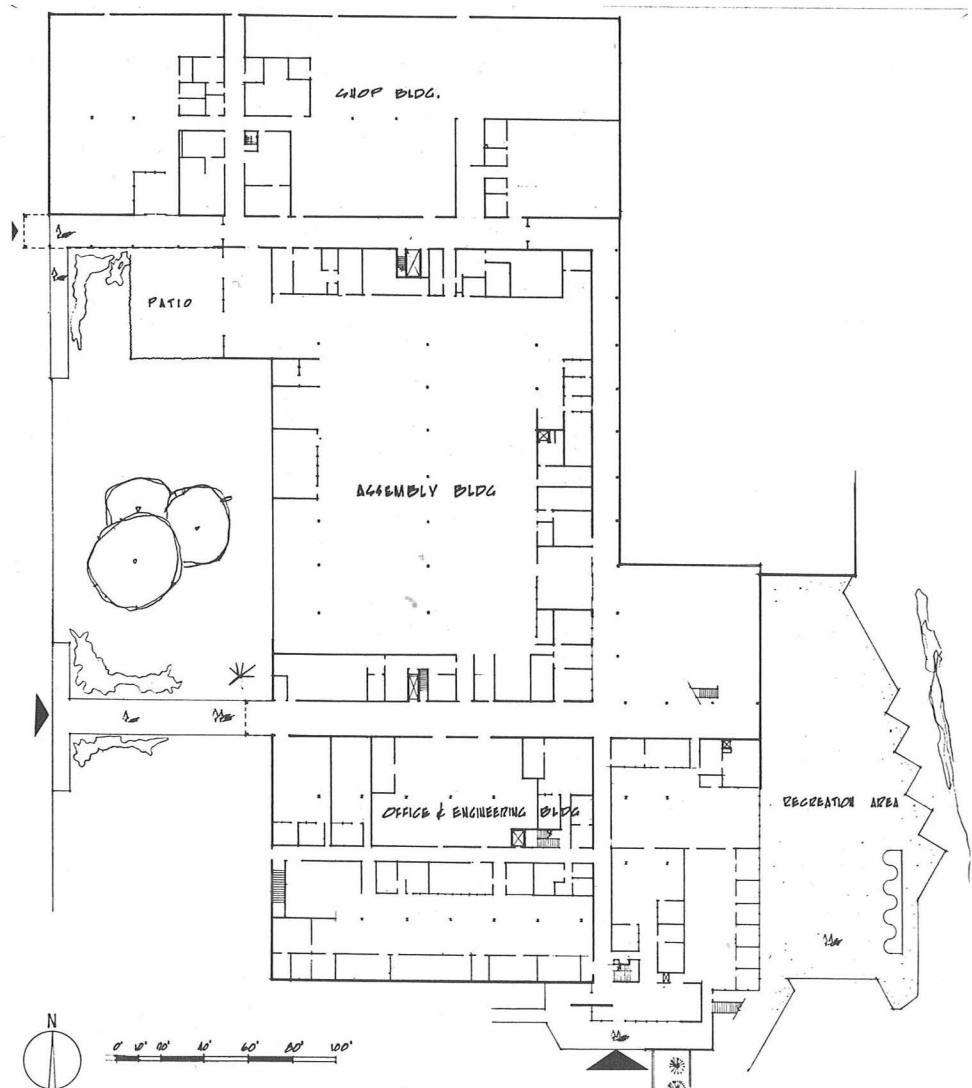 SHOP BLDG.
PATIO
ASSEMBLY BLDG
RECREATION AREA
OFFICE & ENGINEERING BLDG
N
0' 10' 20' 40' 60' 80' 100'